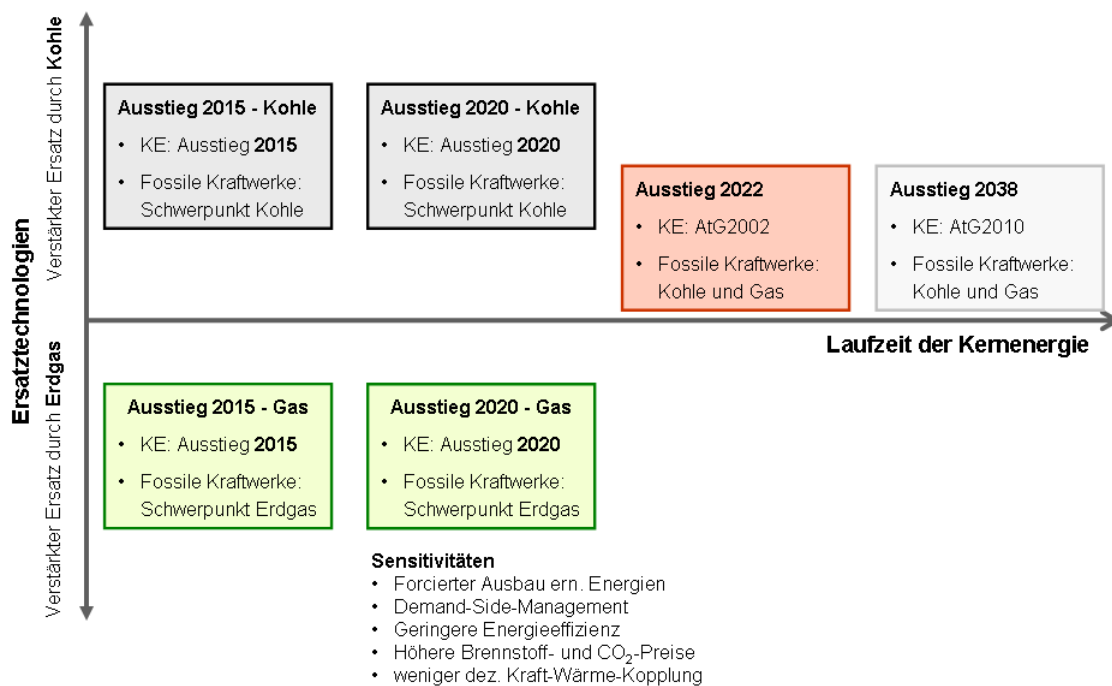 Ersatztechnologien
Verstärkter Ersatz durch Kohle
Verstärkter Ersatz durch Erdgas
Ausstieg 2015 - Kohle
• KE: Ausstieg 2015
• Fossile Kraftwerke:
Schwerpunkt Kohle
Ausstieg 2020 - Kohle
• KE: Ausstieg 2020
• Fossile Kraftwerke:
Schwerpunkt Kohle
Ausstieg 2022
• KE: AtG2002
• Fossile Kraftwerke:
Kohle und Gas
Ausstieg 2038
• KE: AtG2010
• Fossile Kraftwerke:
Kohle und Gas
Laufzeit der Kernenergie
Ausstieg 2015 - Gas
• KE: Ausstieg 2015
• Fossile Kraftwerke:
Schwerpunkt Erdgas
Ausstieg 2020 - Gas
• KE: Ausstieg 2020
• Fossile Kraftwerke:
Schwerpunkt Erdgas
Sensitivitäten
• Forcierter Ausbau ern. Energien
• Demand-Side-Management
• Geringere Energieeffizienz
• Höhere Brennstoff- und CO₂-Preise
• weniger dez. Kraft-Wärme-Kopplung